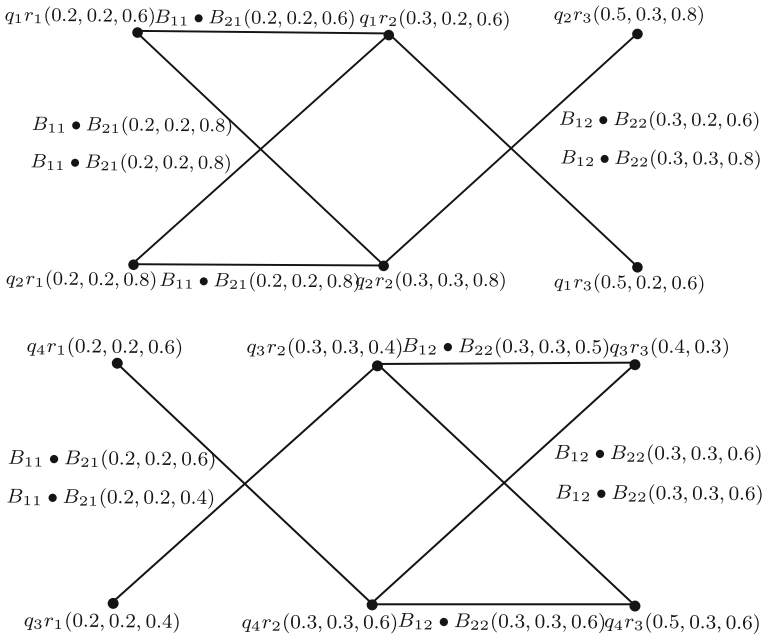 q₁r₁(0.2, 0.2, 0.6) B₁₁ • B₂₁(0.2, 0.2, 0.6) q₁r₂(0.3, 0.2, 0.6) q₂r₃(0.5, 0.3, 0.8)
B₁₁ • B₂₁(0.2, 0.2, 0.8) B₁₂ • B₂₂(0.3, 0.2, 0.6)
B₁₁ • B₂₁(0.2, 0.2, 0.8) B₁₂ • B₂₂(0.3, 0.3, 0.8)
q₂r₁(0.2, 0.2, 0.8) B₁₁ • B₂₁(0.2, 0.2, 0.8) q₂r₂(0.3, 0.3, 0.8) q₁r₃(0.5, 0.2, 0.6)
q₄r₁(0.2, 0.2, 0.6) q₃r₂(0.3, 0.3, 0.4) B₁₂ • B₂₂(0.3, 0.3, 0.5) q₃r₃(0.4, 0.3)
B₁₁ • B₂₁(0.2, 0.2, 0.6) B₁₂ • B₂₂(0.3, 0.3, 0.6)
B₁₁ • B₂₁(0.2, 0.2, 0.4) B₁₂ • B₂₂(0.3, 0.3, 0.6)
q₃r₁(0.2, 0.2, 0.4) q₄r₂(0.3, 0.3, 0.6) B₁₂ • B₂₂(0.3, 0.3, 0.6) q₄r₃(0.5, 0.3, 0.6)